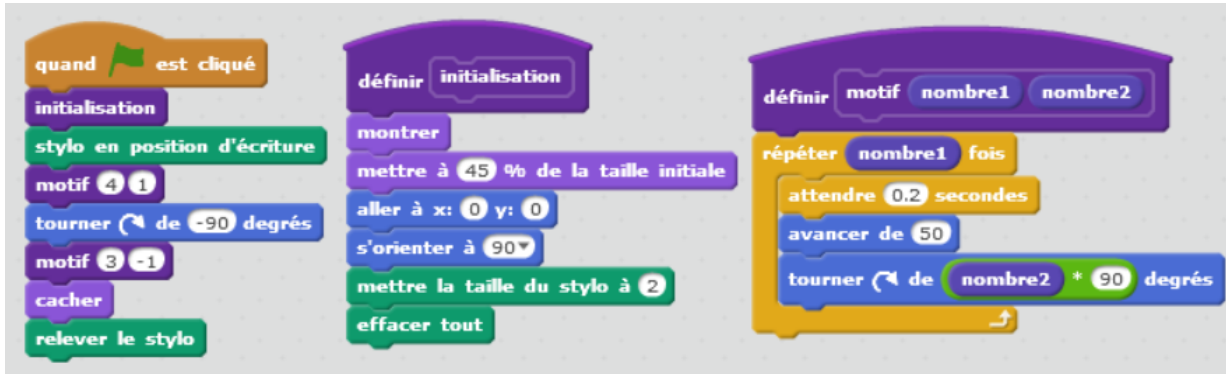 quand est cliqué
initialisation
stylo en position d'écriture
motif 4 1
tourner de -90 degrés
motif 3 -1
cacher
relever le stylo
définir initialisation
montrer
mettre à 45 % de la taille initiale
aller à x: 0 y: 0
s'orienter à 90
mettre la taille du stylo à 2
effacer tout
définir motif nombre1 nombre2
répéter nombre1 fois
attendre 0.2 secondes
avancer de 50
tourner de nombre2 * 90 degrés